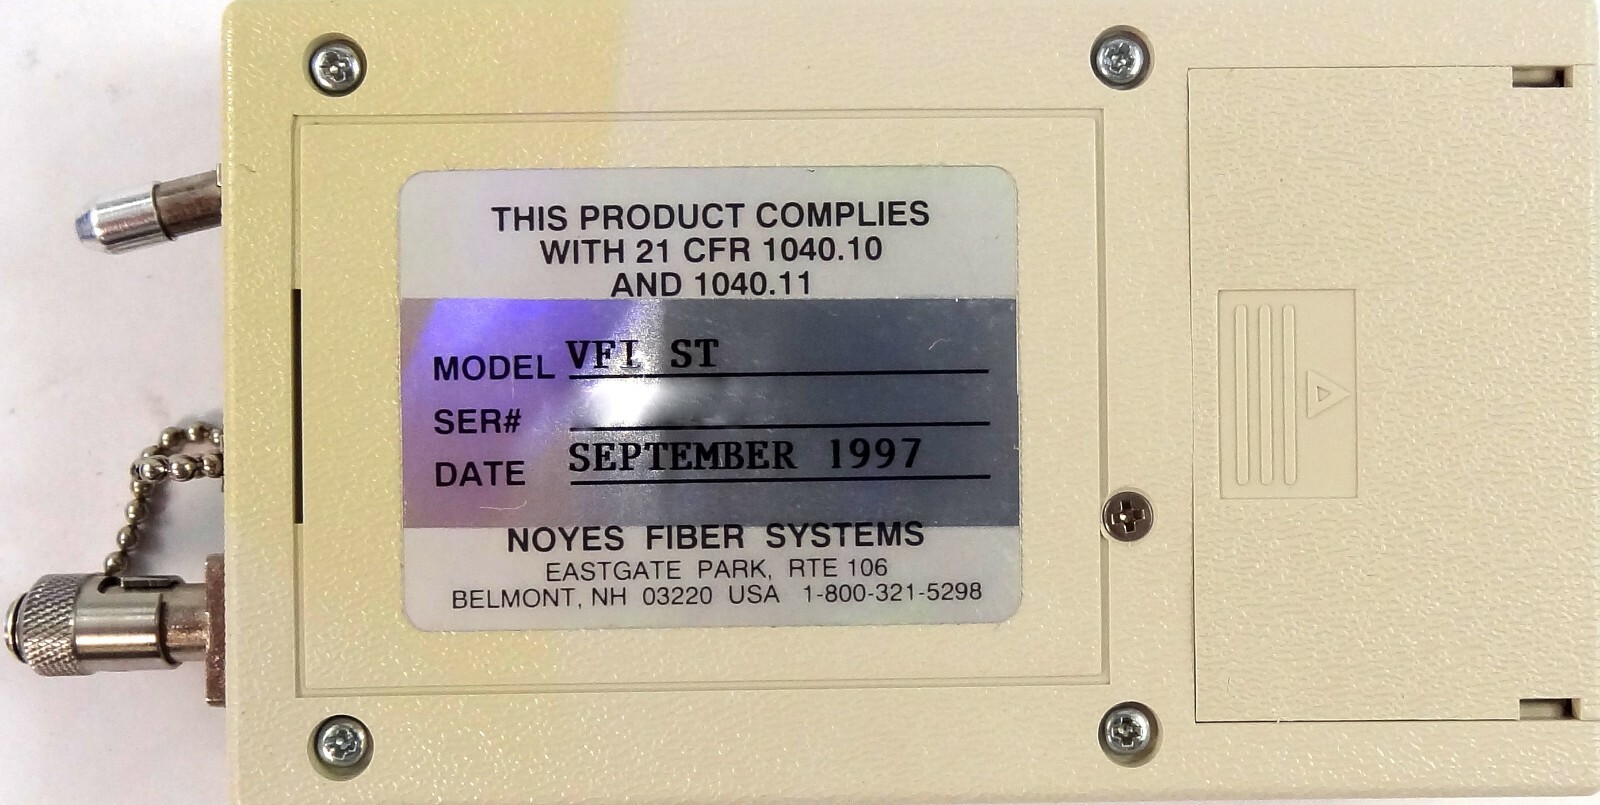 THIS PRODUCT COMPLIES
WITH 21 CFR 1040.10
AND 1040.11
MODEL VFI ST
SER#
DATE SEPTEMBER 1997
NOYES FIBER SYSTEMS
EASTGATE PARK, RTE 106
BELMONT, NH 03220 USA 1-800-321-5298